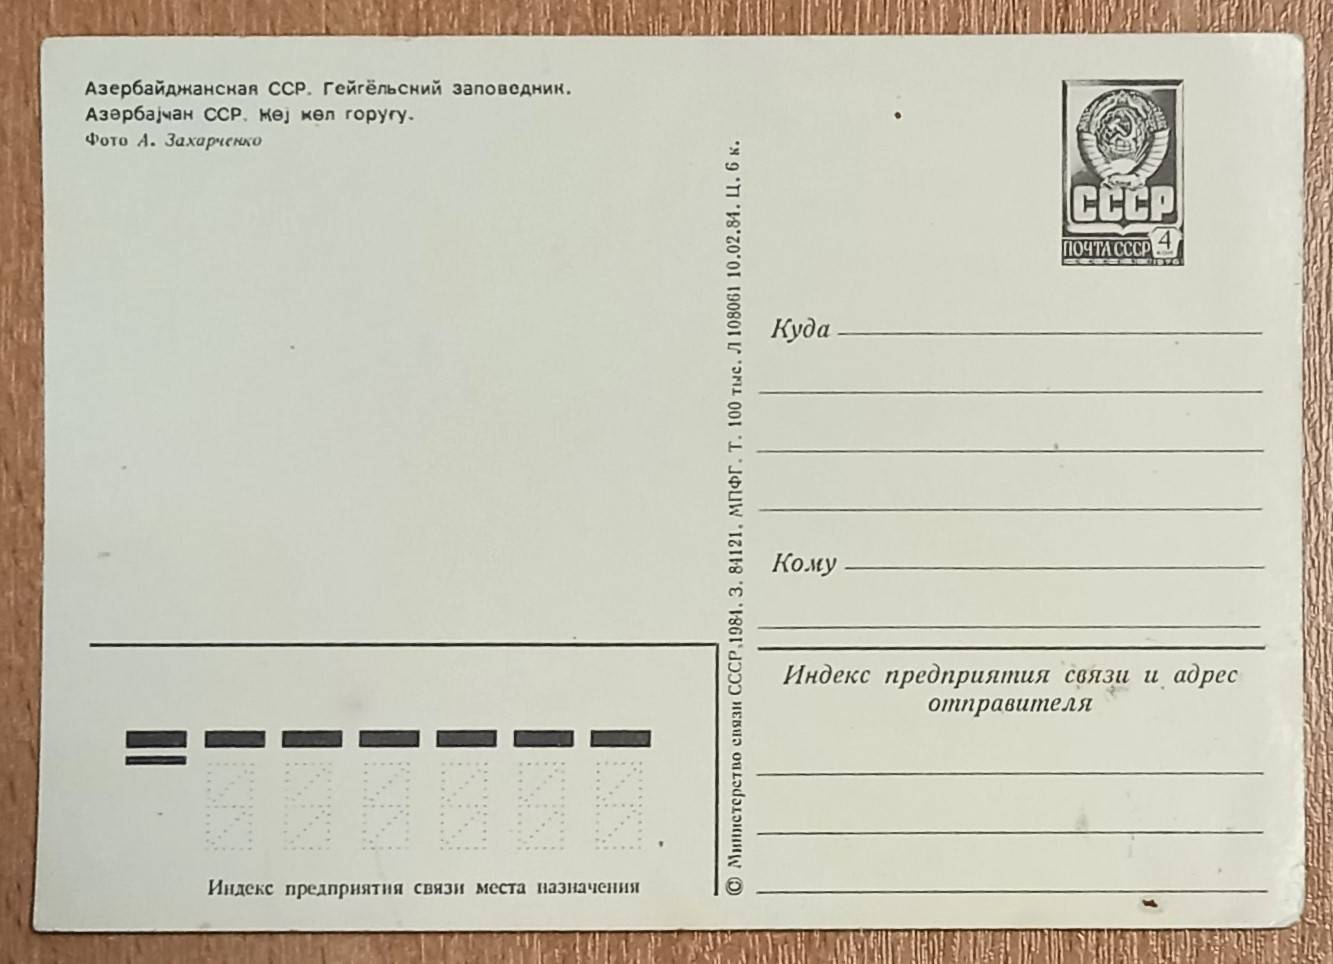 Азербайджанская ССР. Гейгёльский заповедник.
Азәрбајҹан ССР. Ҝөј ҝөл горуғу.
Фото А. Захарченко
СССР
ПОЧТА СССР 4
коп
Куда
Кому
Индекс предприятия связи и адрес
отправителя
© Министерство связи СССР, 1984. З. 84121. МПФГ. Т. 100 тыс. Л 108061 10.02.84. Ц. 6 к.
Индекс предприятия связи места назначения